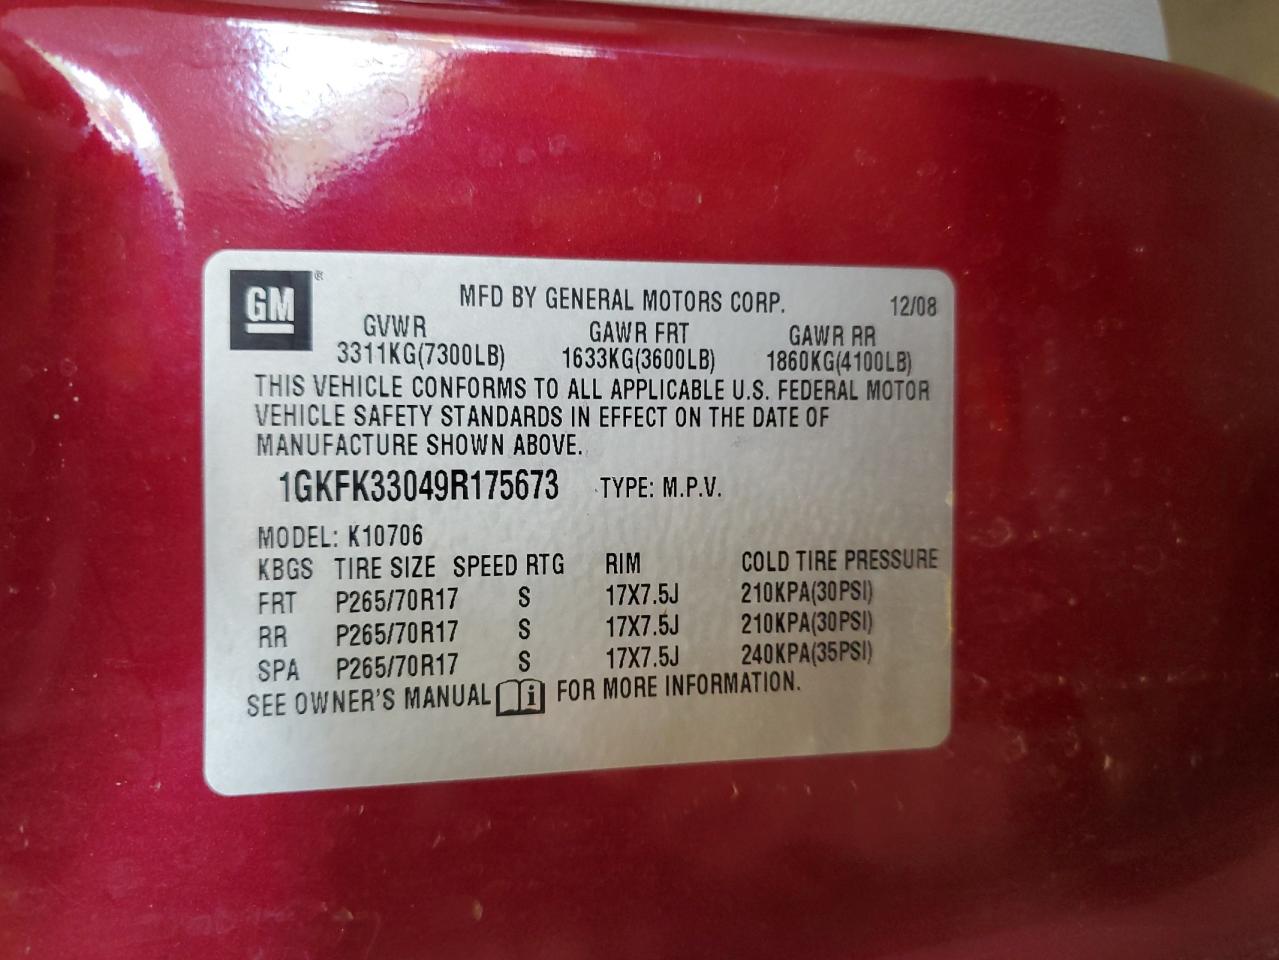 GM®
MFD BY GENERAL MOTORS CORP. 12/08
GVWR GAWR FRT GAWR RR
3311KG(7300LB) 1633KG(3600LB) 1860KG(4100LB)
THIS VEHICLE CONFORMS TO ALL APPLICABLE U.S. FEDERAL MOTOR
VEHICLE SAFETY STANDARDS IN EFFECT ON THE DATE OF
MANUFACTURE SHOWN ABOVE.
1GKFK33049R175673 TYPE: M.P.V.
MODEL: K10706
KBGS TIRE SIZE SPEED RTG RIM COLD TIRE PRESSURE
FRT P265/70R17 S 17X7.5J 210KPA(30PSI)
RR P265/70R17 S 17X7.5J 210KPA(30PSI)
SPA P265/70R17 S 17X7.5J 240KPA(35PSI)
SEE OWNER'S MANUAL i FOR MORE INFORMATION.